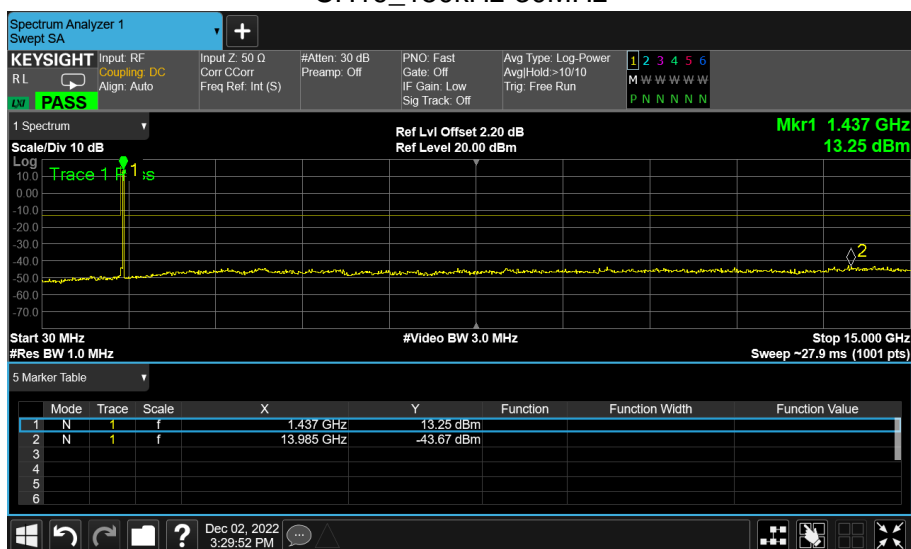 Spectrum Analyzer 1
Swept SA
KEYSIGHT Input: RF Input Z: 50 Ω #Atten: 30 dB PNO: Fast Avg Type: Log-Power 1 2 3 4 5 6
RL Coupling: DC Corr CCorr Preamp: Off Gate: Off Avg|Hold:>10/10 M W W W W W
Align: Auto Freq Ref: Int (S) IF Gain: Low Trig: Free Run
LXI PASS Sig Track: Off P N N N N N
1 Spectrum Ref Lvl Offset 2.20 dB Mkr1 1.437 GHz
Scale/Div 10 dB Ref Level 20.00 dBm 13.25 dBm
Log
Trace 1 1
10.0
0.00
-10.0
-20.0
-30.0
-40.0 2
-50.0
-60.0
-70.0
Start 30 MHz #Video BW 3.0 MHz Stop 15.000 GHz
#Res BW 1.0 MHz Sweep ~27.9 ms (1001 pts)
5 Marker Table
Mode Trace Scale X Y Function Function Width Function Value
1 N 1 f 1.437 GHz 13.25 dBm
2 N 1 f 13.985 GHz -43.67 dBm
3
4
5
6
? Dec 02, 2022
3:29:52 PM